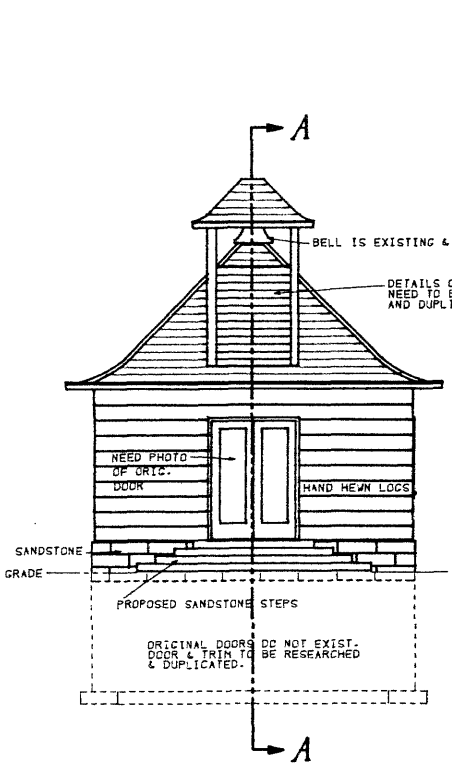 A
BELL IS EXISTING &
DETAILS
NEED TO
AND DUPLI
NEED PHOTO
OF ORIG.
DOOR
HAND HEWN LOGS
SANDSTONE
GRADE
PROPOSED SANDSTONE STEPS
ORIGINAL DOORS DO NOT EXIST.
DOOR & TRIM TO BE RESEARCHED
& DUPLICATED.
A